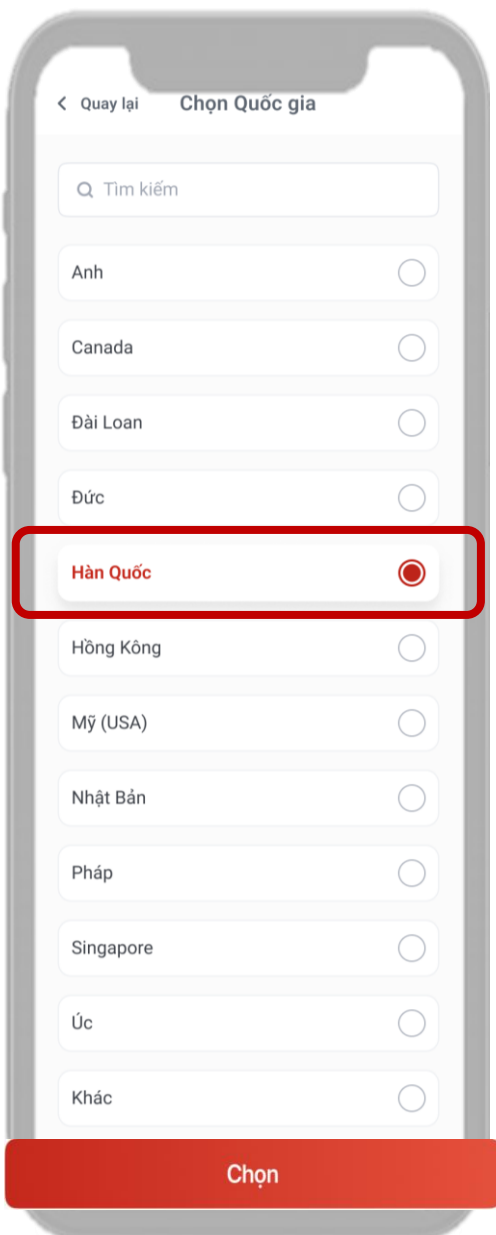 Quay lại Chọn Quốc gia
Tìm kiếm
Anh
Canada
Đài Loan
Đức
Hàn Quốc
Hồng Kông
Mỹ (USA)
Nhật Bản
Pháp
Singapore
Úc
Khác
Chọn